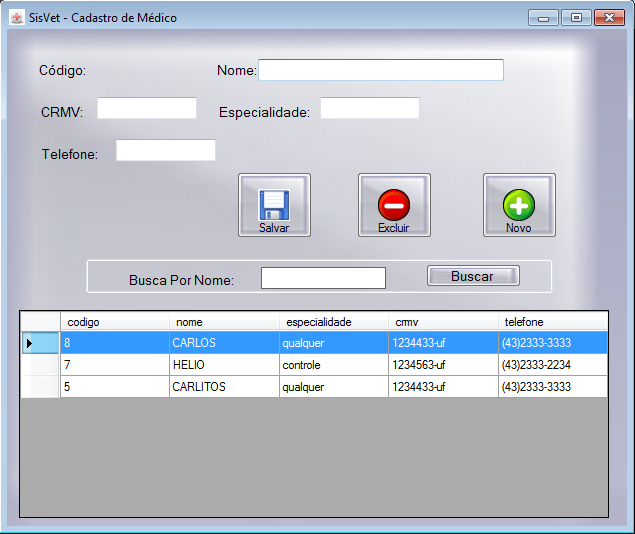 SisVet - Cadastro de Médico
Código: Nome:
CRMV: Especialidade:
Telefone:
Salvar Excluir Novo
Busca Por Nome: Buscar
codigo nome especialidade crmv telefone
8 CARLOS qualquer 1234433-uf (43)2333-3333
7 HELIO controle 1234563-uf (43)2333-2234
5 CARLITOS qualquer 1234433-uf (43)2333-3333